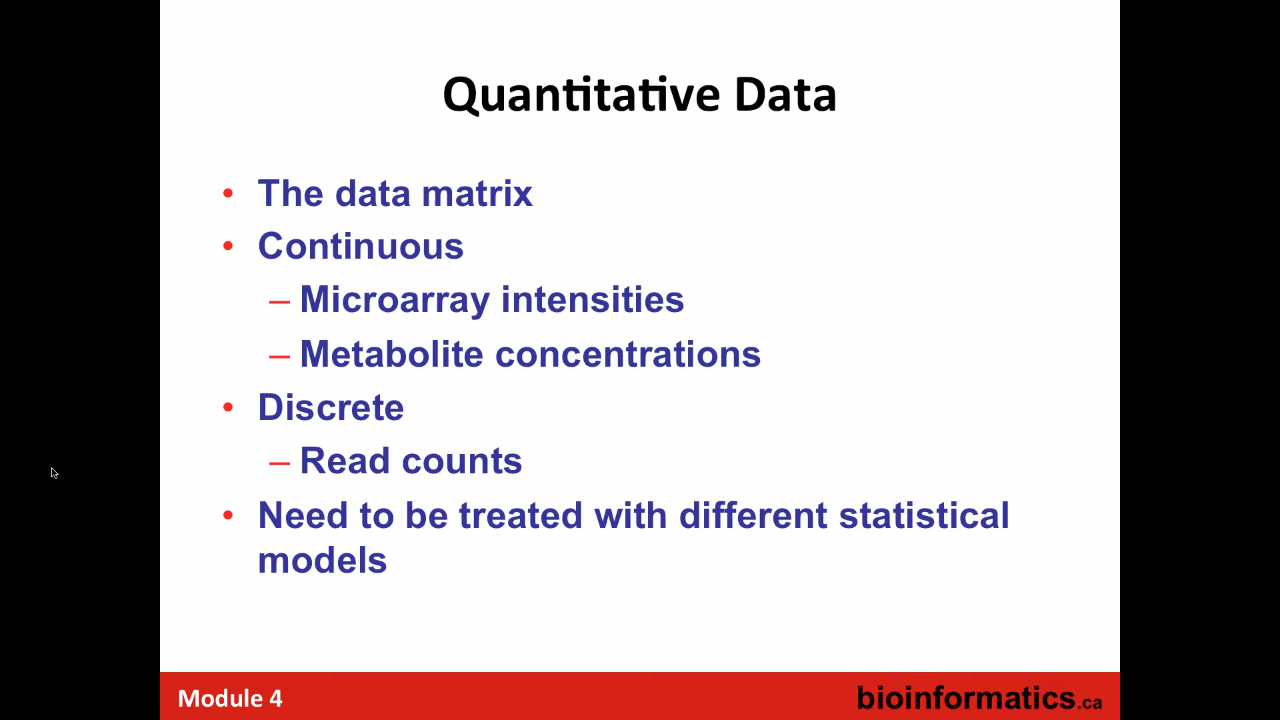 Quantitative Data
• The data matrix
• Continuous
– Microarray intensities
– Metabolite concentrations
• Discrete
– Read counts
• Need to be treated with different statistical
models
Module 4
bioinformatics.ca